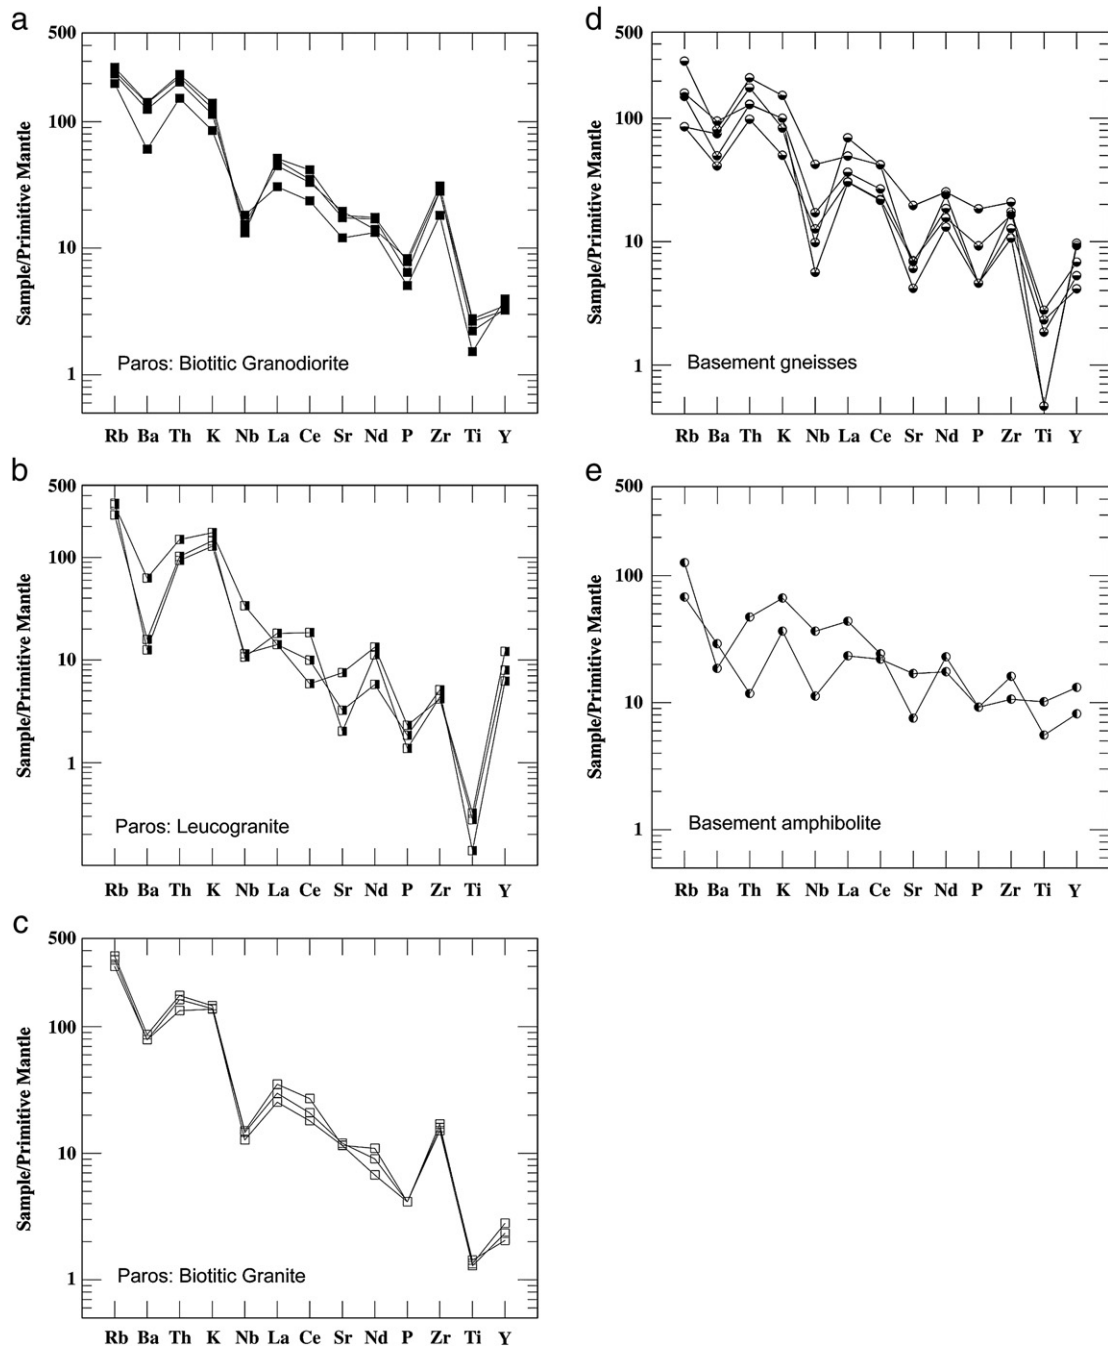 a
500
100
10
1
Sample/Primitive Mantle
Paros: Biotitic Granodiorite
Rb Ba Th K Nb La Ce Sr Nd P Zr Ti Y
b
500
100
10
1
Sample/Primitive Mantle
Paros: Leucogranite
Rb Ba Th K Nb La Ce Sr Nd P Zr Ti Y
c
500
100
10
1
Sample/Primitive Mantle
Paros: Biotitic Granite
Rb Ba Th K Nb La Ce Sr Nd P Zr Ti Y
d
500
100
10
1
Sample/Primitive Mantle
Basement gneisses
Rb Ba Th K Nb La Ce Sr Nd P Zr Ti Y
e
500
100
10
1
Sample/Primitive Mantle
Basement amphibolite
Rb Ba Th K Nb La Ce Sr Nd P Zr Ti Y